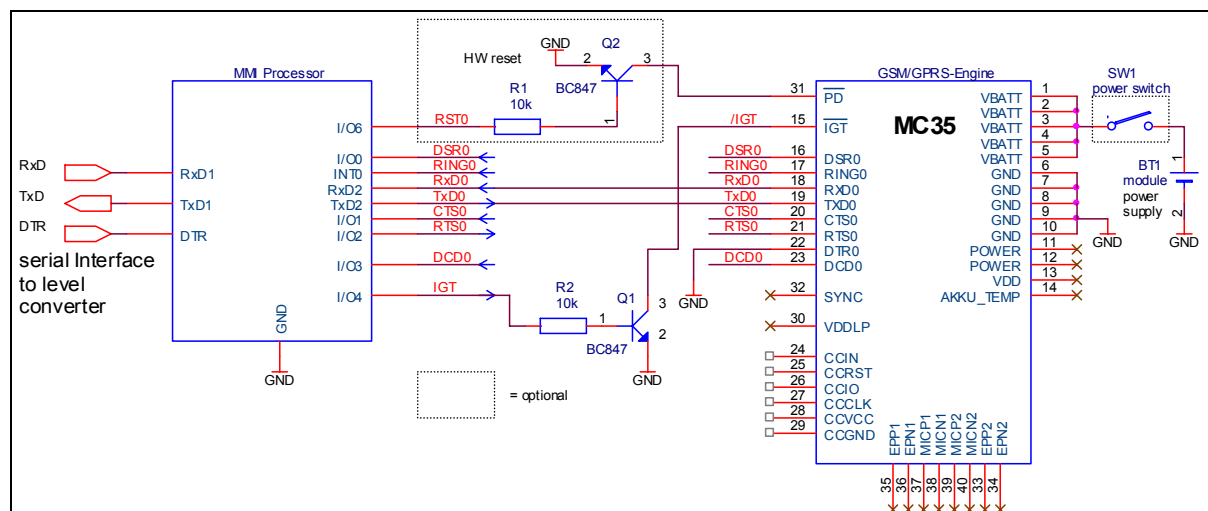 MMI Processor
RxD
TxD
DTR
serial Interface
to level
converter
RxD1
TxD1
DTR
I/O6
I/O0
INT0
RxD2
TxD2
I/O1
I/O2
I/O3
I/O4
GND
GND
RST0
DSR0
RING0
RxD0
TxD0
CTS0
RTS0
DCD0
IGT
HW reset
GND
2
Q2
3
BC847
1
R1
10k
R2
10k
1
Q1
3
2
BC847
GND
= optional
/IGT
DSR0
RING0
RxD0
TxD0
CTS0
RTS0
DCD0
GND
GSM/GPRS-Engine
MC35
31 PD
15 IGT
16 DSR0
17 RING0
18 RXD0
19 TXD0
20 CTS0
21 RTS0
22 DTR0
23 DCD0
32 SYNC
30 VDDLP
24 CCIN
25 CCRST
26 CCIO
27 CCCLK
28 CCVCC
29 CCGND
VBATT 1
VBATT 2
VBATT 3
VBATT 4
VBATT 5
GND 6
GND 7
GND 8
GND 9
GND 10
POWER 11
POWER 12
VDD 13
AKKU_TEMP 14
EPP1 35
EPN1 36
MICP1 37
MICN1 38
MICP2 39
MICN2 40
EPP2 33
EPN2 34
SW1
power switch
BT1
module
power
supply
1
2
GND
GND